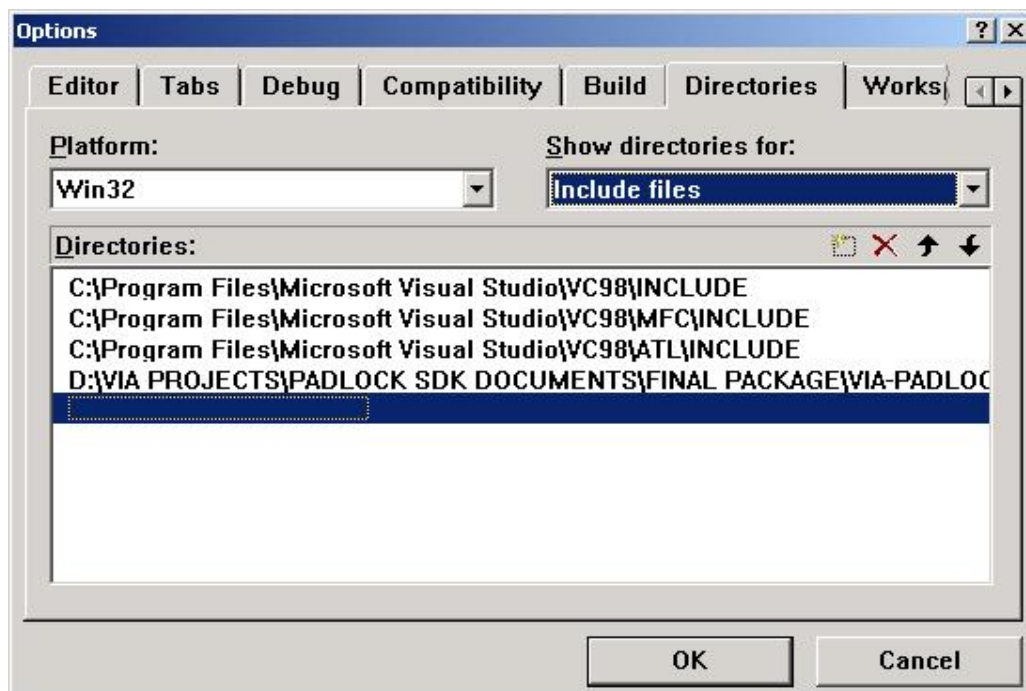 Options
Editor Tabs Debug Compatibility Build Directories Works
Platform: Show directories for:
Win32 Include files
Directories:
C:\Program Files\Microsoft Visual Studio\VC98\INCLUDE
C:\Program Files\Microsoft Visual Studio\VC98\MFC\INCLUDE
C:\Program Files\Microsoft Visual Studio\VC98\ATL\INCLUDE
D:\VIA PROJECTS\PADLOCK SDK DOCUMENTS\FINAL PACKAGE\VIA-PADLOC
OK Cancel